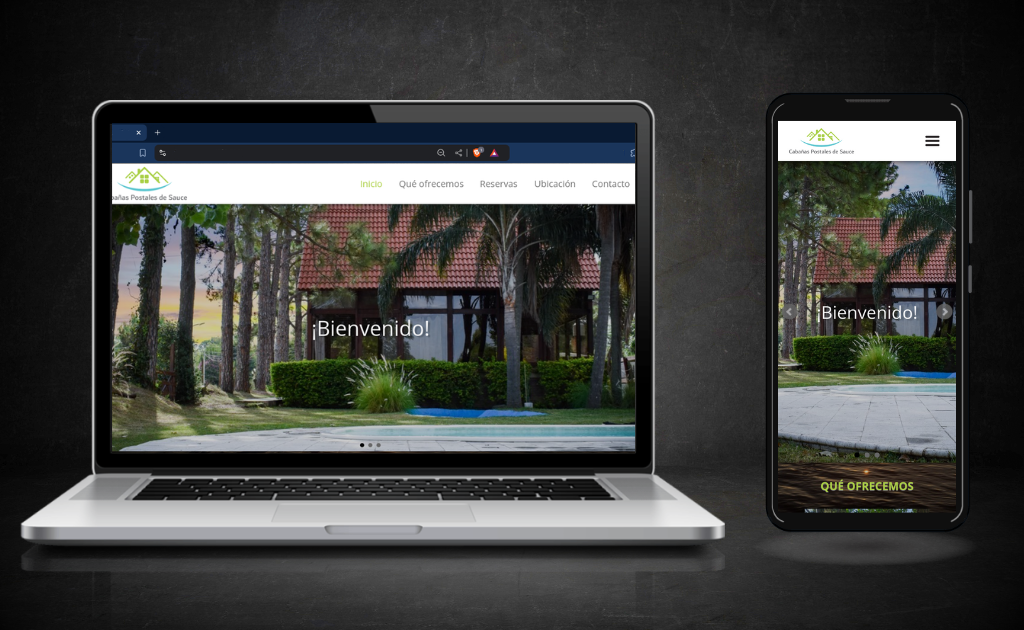 bañas Postales de Sauce
Inicio Qué ofrecemos Reservas Ubicación Contacto
¡Bienvenido!
Cabañas Postales de Sauce
¡Bienvenido!
QUÉ OFRECEMOS